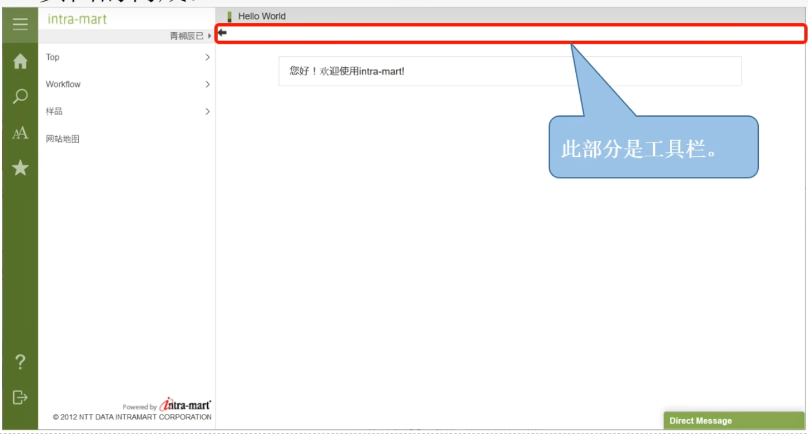 intra-mart
Hello World
青柳辰巳
Top
Workflow
样品
网站地图
您好！欢迎使用intra-mart!
此部分是工具栏。
AA
?
Powered by intra-mart
© 2012 NTT DATA INTRAMART CORPORATION
Direct Message